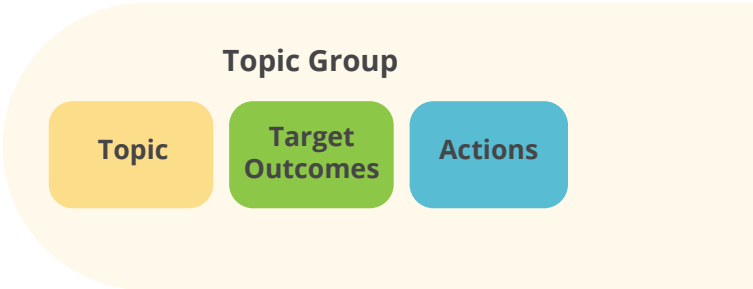 Topic Group
Topic
Target
Outcomes
Actions